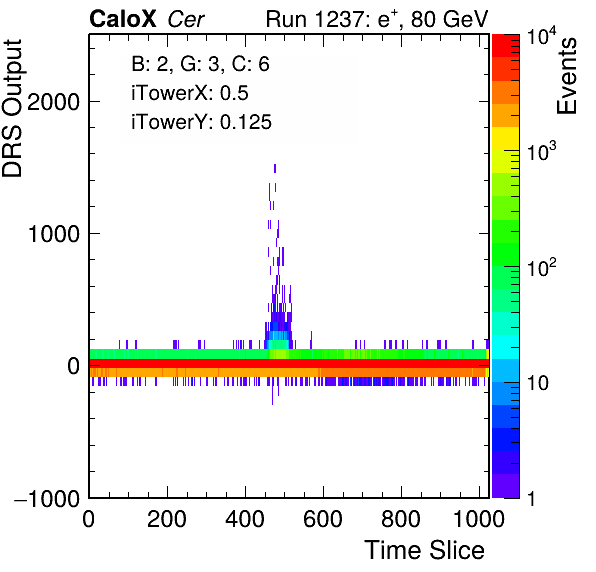 CaloX Cer
Run 1237: e+, 80 GeV
B: 2, G: 3, C: 6
iTowerX: 0.5
iTowerY: 0.125
DRS Output
2000
1000
0
−1000
0 200 400 600 800 1000
Time Slice
Events
10^4
10^3
10^2
10
1